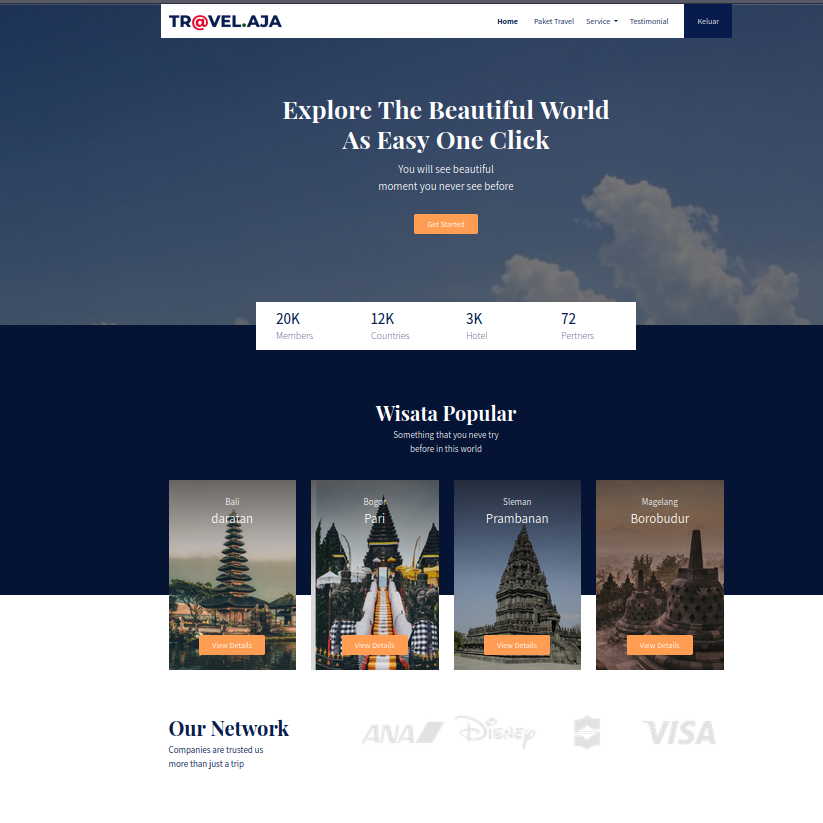 TR@VEL.AJA
Home Paket Travel Service Testimonial Keluar
Explore The Beautiful World
As Easy One Click
You will see beautiful
moment you never see before
Get Started
20K 12K 3K 72
Members Countries Hotel Pertners
Wisata Popular
Something that you neve try
before in this world
Bali Bogor Sleman Magelang
daratan Pari Prambanan Borobudur
View Details View Details View Details View Details
Our Network
Companies are trusted us
more than just a trip
ANA Disney VISA